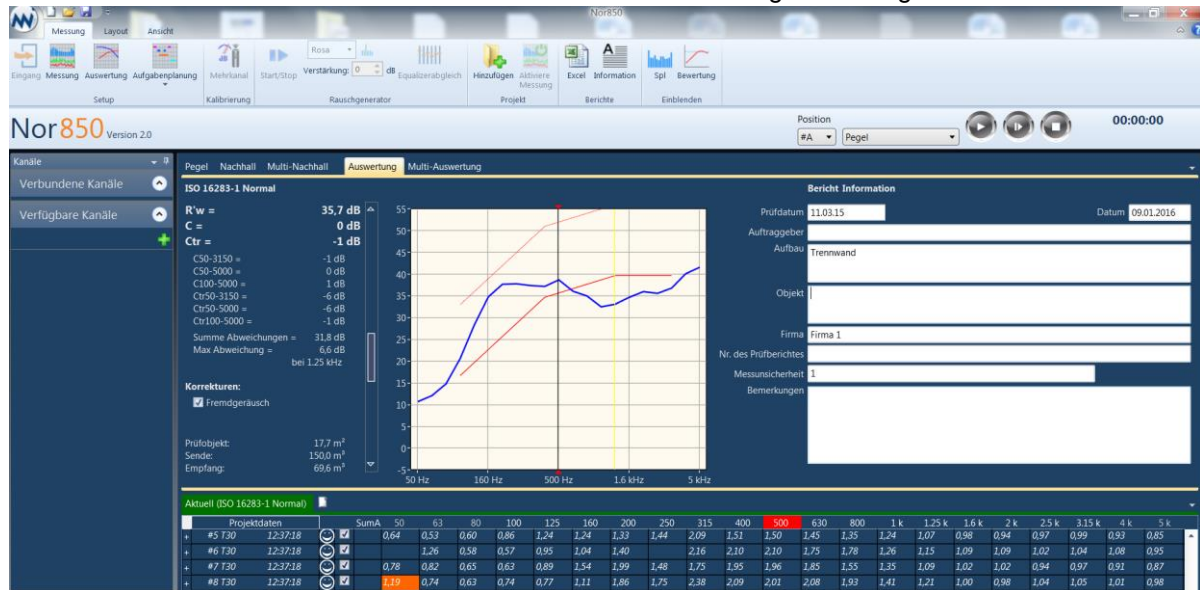 Nor850
Messung Layout Ansicht
Eingang Messung Auswertung Aufgabenplanung Mehrkanal Start/Stop Rosa Verstärkung: 0 dB Equalizerabgleich Hinzufügen Aktiviere Messung Excel Information Spl Bewertung
Setup Kalibrierung Rauschgenerator Projekt Berichte Einblenden
Nor850 Version 2.0
Position
#A Pegel
00:00:00
Kanäle
Verbundene Kanäle
Verfügbare Kanäle
Pegel Nachhall Multi-Nachhall Auswertung Multi-Auswertung
ISO 16283-1 Normal
R'w = 35,7 dB
C = 0 dB
Ctr = -1 dB
C50-3150 = -1 dB
C50-5000 = 0 dB
C100-5000 = 1 dB
Ctr50-3150 = -6 dB
Ctr50-5000 = -6 dB
Ctr100-5000 = -1 dB
Summe Abweichungen = 31,8 dB
Max Abweichung = 6,6 dB
bei 1.25 kHz
Korrekturen:
Fremdgeräusch
Prüfobjekt: 17,7 m²
Sende: 150,0 m³
Empfang: 69,6 m³
55
50
45
40
35
30
25
20
15
10
5
0
-5
50 Hz 160 Hz 500 Hz 1.6 kHz 5 kHz
Bericht Information
Prüfdatum 11.03.15 Datum 09.01.2016
Auftraggeber
Aufbau Trennwand
Objekt
Firma Firma 1
Nr. des Prüfberichtes
Messunsicherheit 1
Bemerkungen
Aktuell (ISO 16283-1 Normal)
Projektdaten SumA 50 63 80 100 125 160 200 250 315 400 500 630 800 1 k 1.25 k 1.6 k 2 k 2.5 k 3.15 k 4 k 5 k
+ #5 T30 12:37:18 0,64 0,53 0,60 0,86 1,24 1,24 1,33 1,44 2,09 1,51 1,50 1,45 1,35 1,24 1,07 0,98 0,94 0,97 0,99 0,93 0,85
+ #6 T30 12:37:18 1,26 0,58 0,57 0,95 1,04 1,40 2,16 2,10 2,10 1,75 1,78 1,26 1,15 1,09 1,09 1,02 1,04 1,08 0,95
+ #7 T30 12:37:18 0,78 0,82 0,65 0,63 0,89 1,54 1,99 1,48 1,75 1,95 1,96 1,85 1,55 1,35 1,09 1,02 1,02 0,94 0,97 0,91 0,87
+ #8 T30 12:37:18 1,19 0,74 0,63 0,74 0,77 1,11 1,86 1,75 2,38 2,09 2,01 2,08 1,93 1,41 1,21 1,00 0,98 1,04 1,05 1,01 0,98